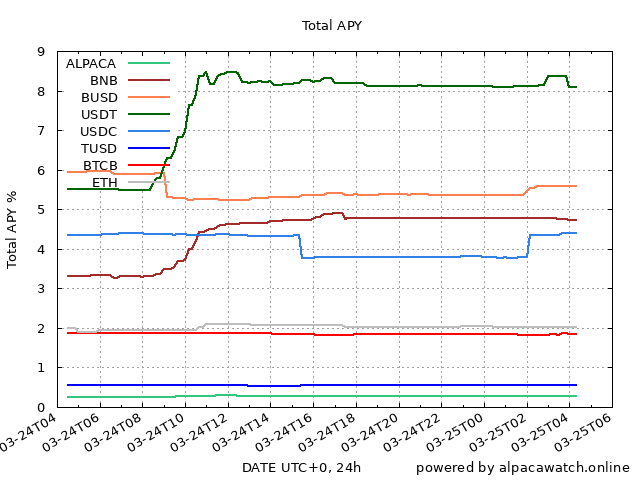 Total APY
Total APY %
9
8
7
6
5
4
3
2
1
0
ALPACA
BNB
BUSD
USDT
USDC
TUSD
BTCB
ETH
03-24T04
03-24T06
03-24T08
03-24T10
03-24T12
03-24T14
03-24T16
03-24T18
03-24T20
03-24T22
03-25T00
03-25T02
03-25T04
03-25T06
DATE UTC+0, 24h
powered by alpacawatch.online